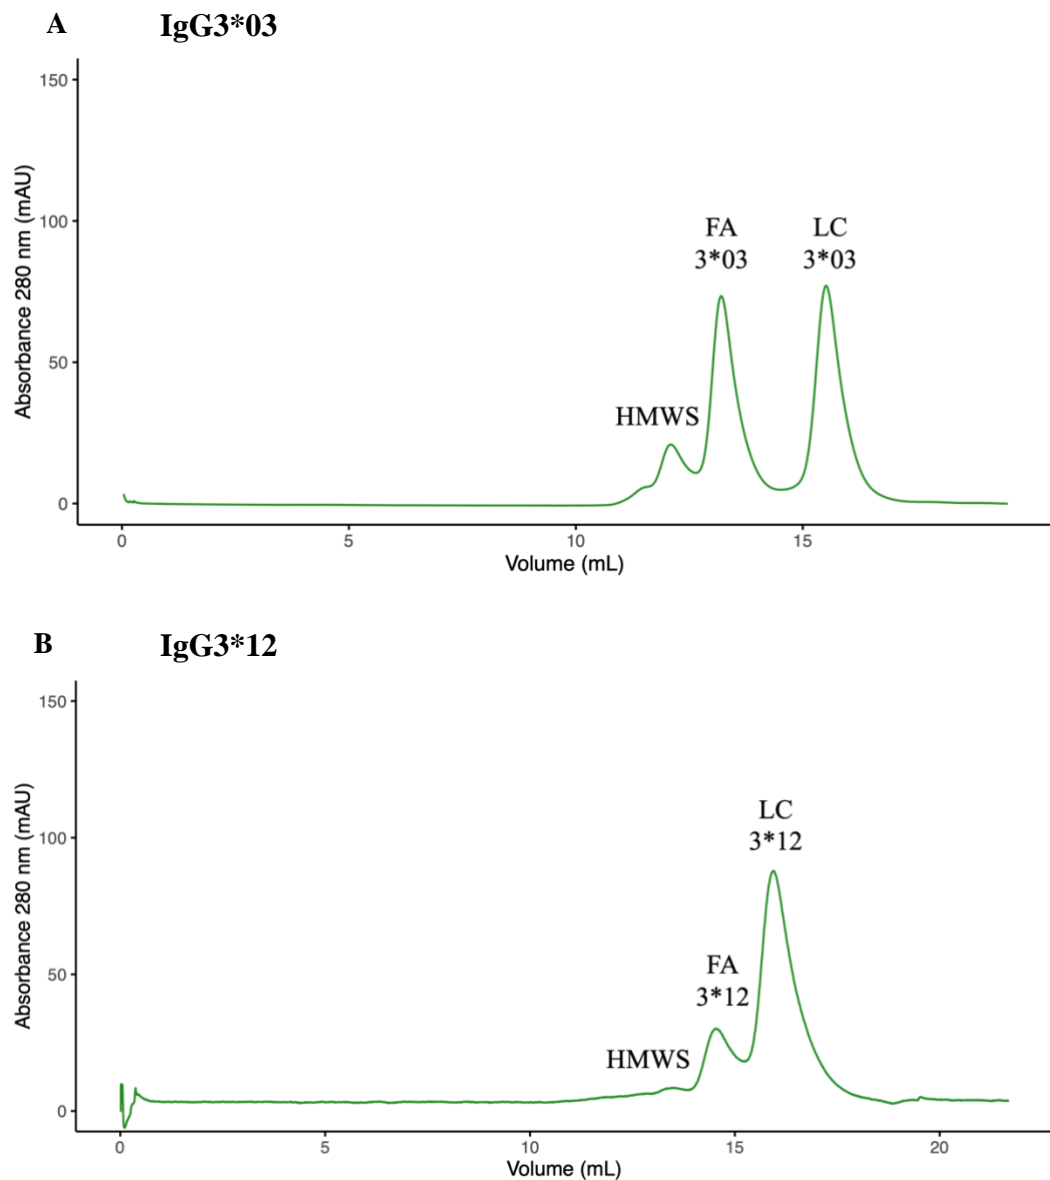 A IgG3*03
150
100
50
0
Absorbance 280 nm (mAU)
HMWS
FA
3*03
LC
3*03
0 5 10 15
Volume (mL)
B IgG3*12
150
100
50
0
Absorbance 280 nm (mAU)
HMWS
FA
3*12
LC
3*12
0 5 10 15 20
Volume (mL)